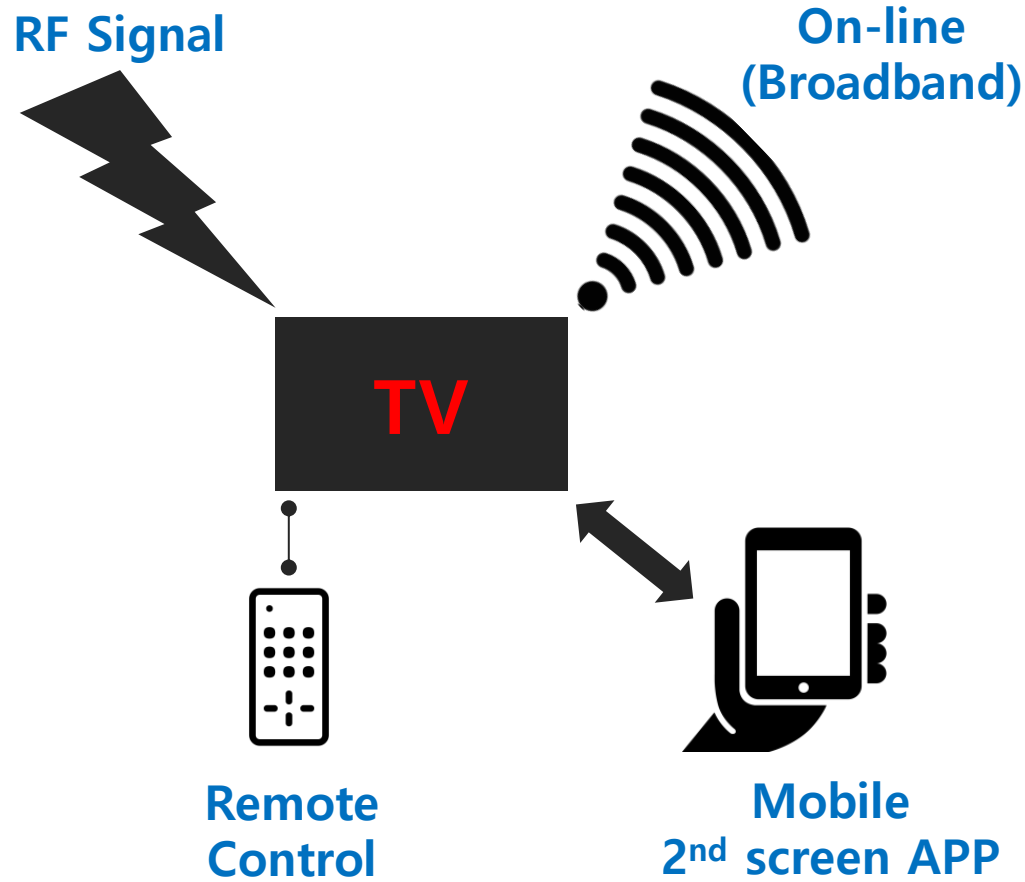 RF Signal
On-line
(Broadband)
TV
Remote
Control
Mobile
2nd screen APP